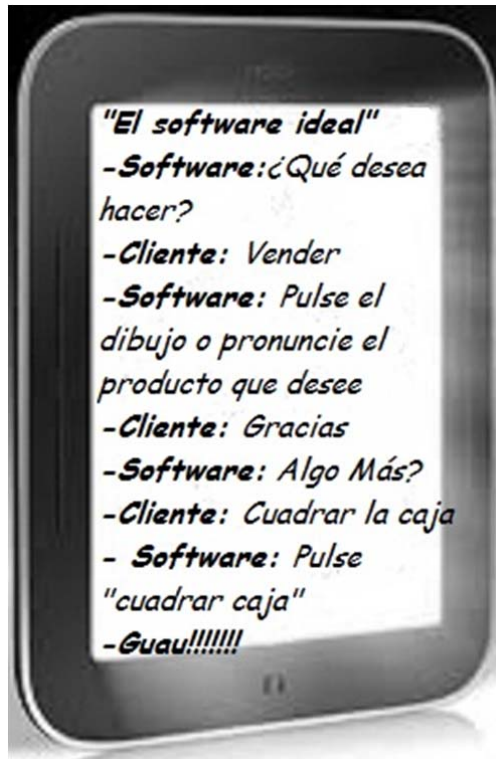 "El software ideal"
-Software:¿Qué desea
hacer?
-Cliente: Vender
-Software: Pulse el
dibujo o pronuncie el
producto que desee
-Cliente: Gracias
-Software: Algo Más?
-Cliente: Cuadrar la caja
- Software: Pulse
"cuadrar caja"
-Guau!!!!!!!